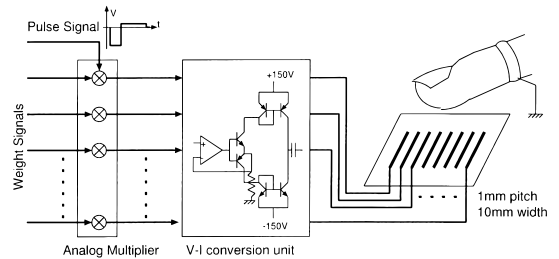 V
t
Pulse Signal
Weight Signals
+150V
-150V
1mm pitch
10mm width
Analog Multiplier
V-I conversion unit